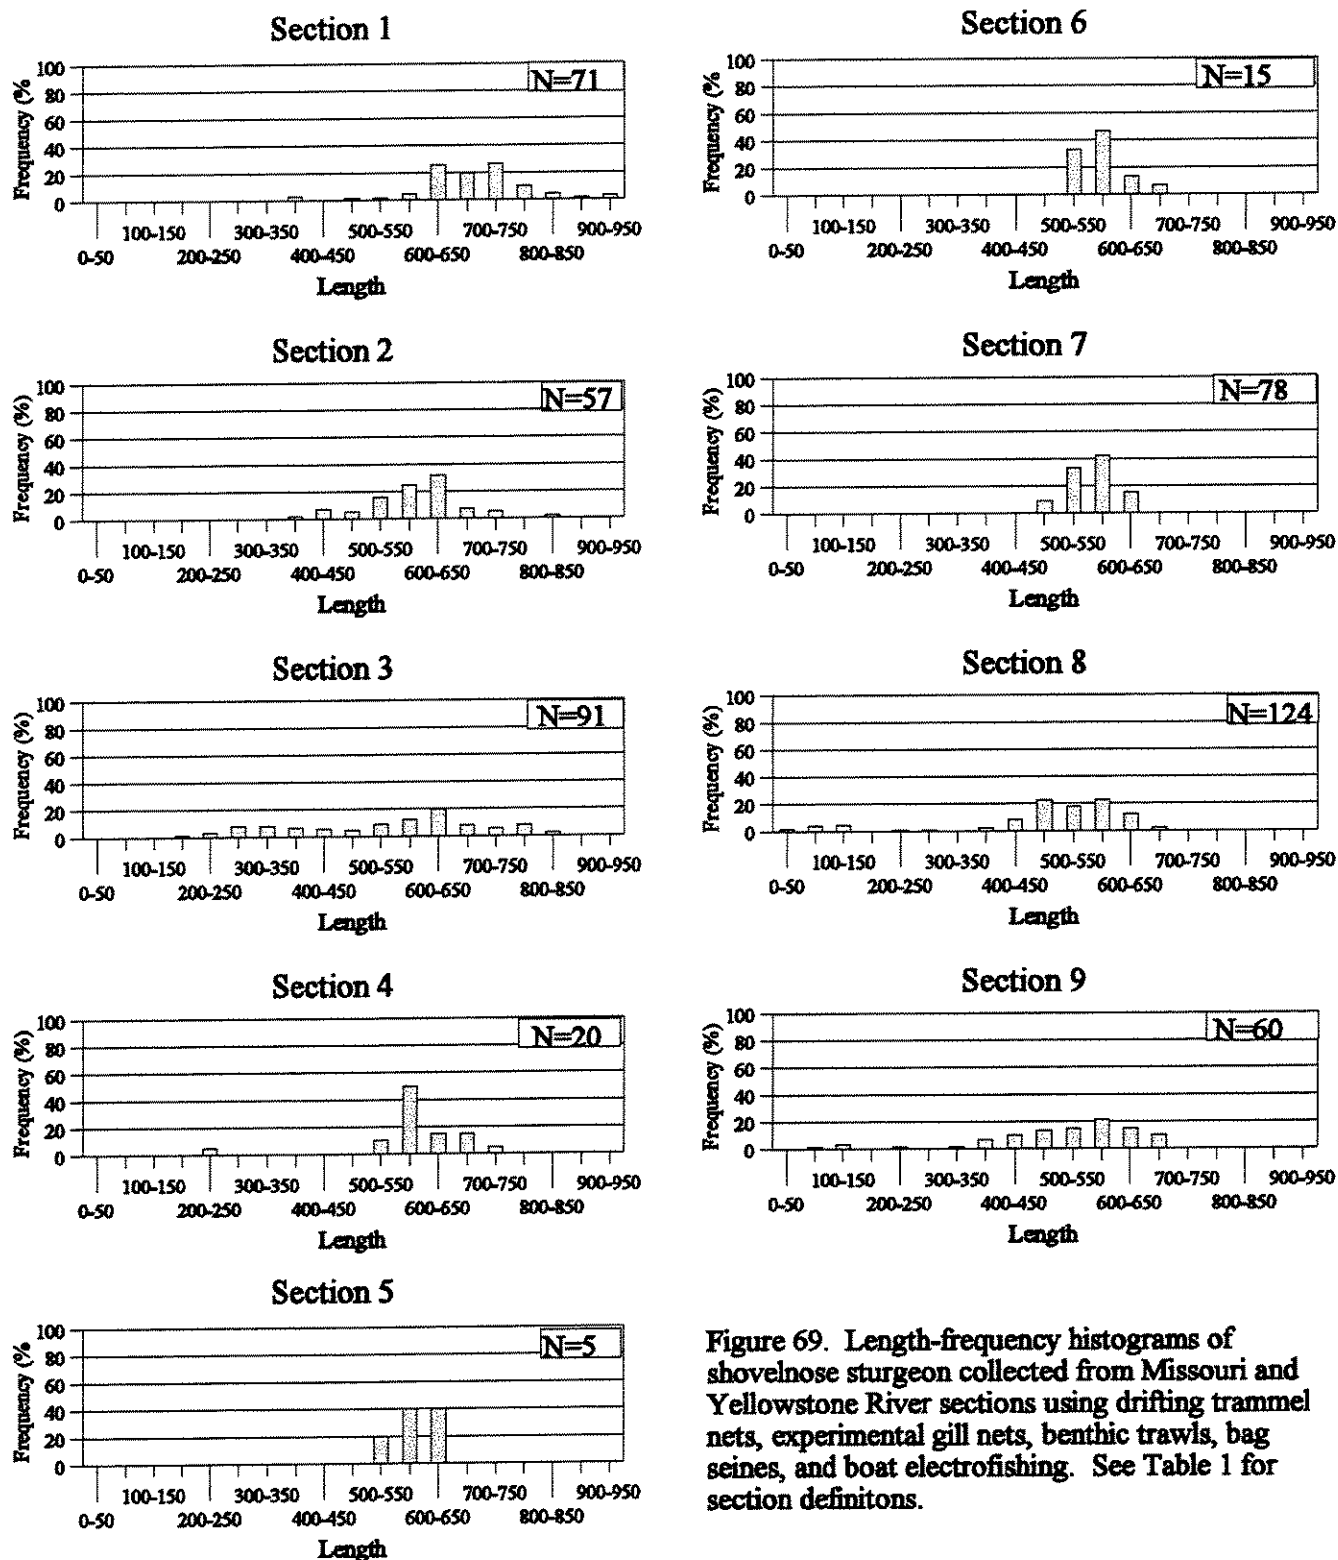 Section 1
Frequency (%
100
80
60
40
20
0
N=71
100-150 300-350 500-550 700-750 900-950
0-50 200-250 400-450 600-650 800-850
Length
Section 2
Frequency (%)
100
80
60
40
20
0
N=57
100-150 300-350 500-550 700-750 900-950
0-50 200-250 400-450 600-650 800-850
Length
Section 3
Frequency (%)
100
80
60
40
20
0
N=91
100-150 300-350 500-550 700-750 900-950
0-50 200-250 400-450 600-650 800-850
Length
Section 4
Frequency (%)
100
80
60
40
20
0
N=20
100-150 300-350 500-550 700-750 900-950
0-50 200-250 400-450 600-650 800-850
Length
Section 5
Frequency (%
100
80
60
40
20
0
N=5
100-150 300-350 500-550 700-750 900-950
0-50 200-250 400-450 600-650 800-850
Length
Section 6
Frequency (%
100
80
60
40
20
0
N=15
100-150 300-350 500-550 700-750 900-950
0-50 200-250 400-450 600-650 800-850
Length
Section 7
Frequency (%)
100
80
60
40
20
0
N=78
100-150 300-350 500-550 700-750 900-950
0-50 200-250 400-450 600-650 800-850
Length
Section 8
Frequency (%)
100
80
60
40
20
0
N=124
100-150 300-350 500-550 700-750 900-950
0-50 200-250 400-450 600-650 800-850
Length
Section 9
Frequency (%)
100
80
60
40
20
0
N=60
100-150 300-350 500-550 700-750 900-950
0-50 200-250 400-450 600-650 800-850
Length
Figure 69. Length-frequency histograms of
shovelnose sturgeon collected from Missouri and
Yellowstone River sections using drifting trammel
nets, experimental gill nets, benthic trawls, bag
seines, and boat electrofishing. See Table 1 for
section definitons.